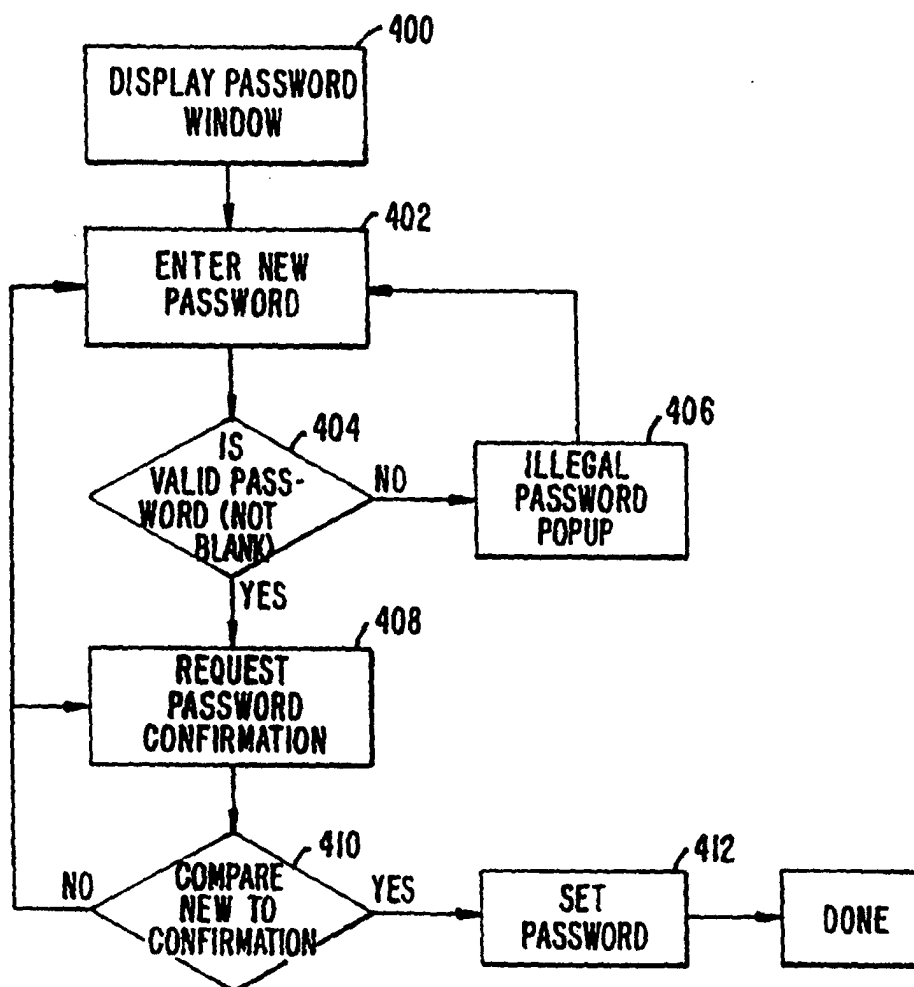 400
DISPLAY PASSWORD
WINDOW
402
ENTER NEW
PASSWORD
404
IS
VALID PASS-
WORD (NOT
BLANK)
NO
406
ILLEGAL
PASSWORD
POPUP
YES
408
REQUEST
PASSWORD
CONFIRMATION
410
NO
COMPARE
NEW TO
CONFIRMATION
YES
412
SET
PASSWORD
DONE